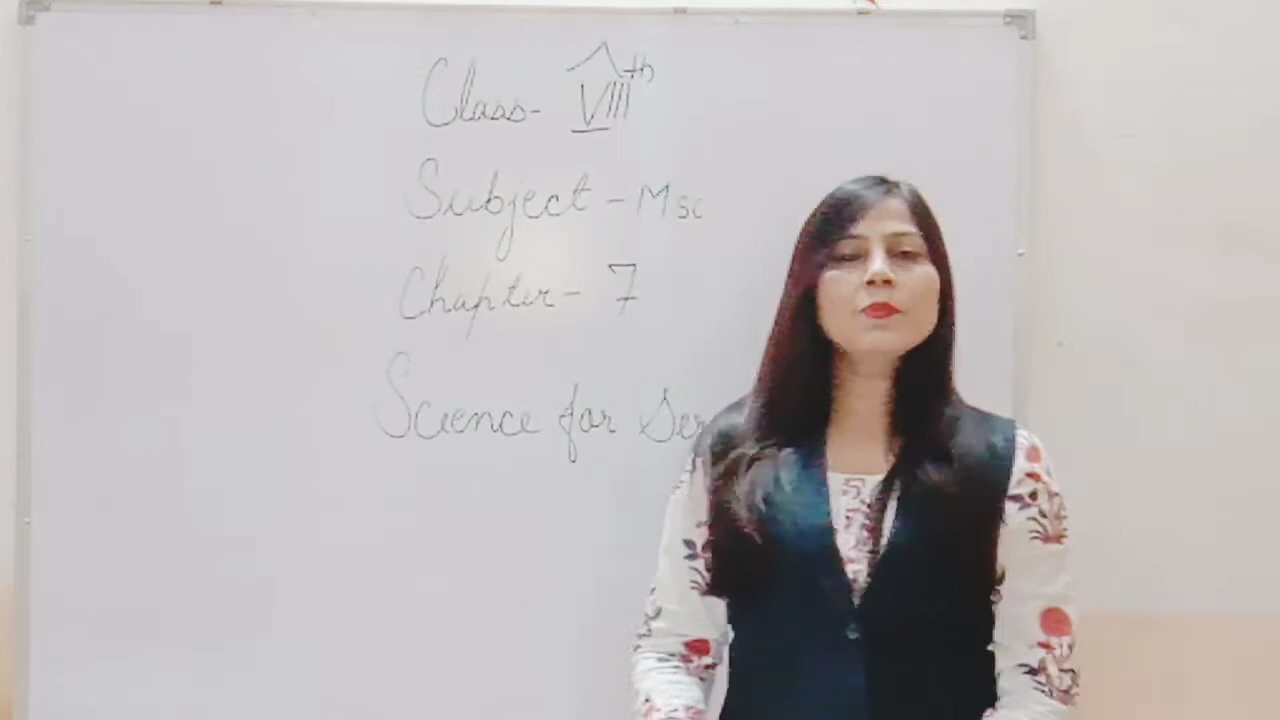 Class- VIIIth
Subject - Msc
Chapter - 7
Science for